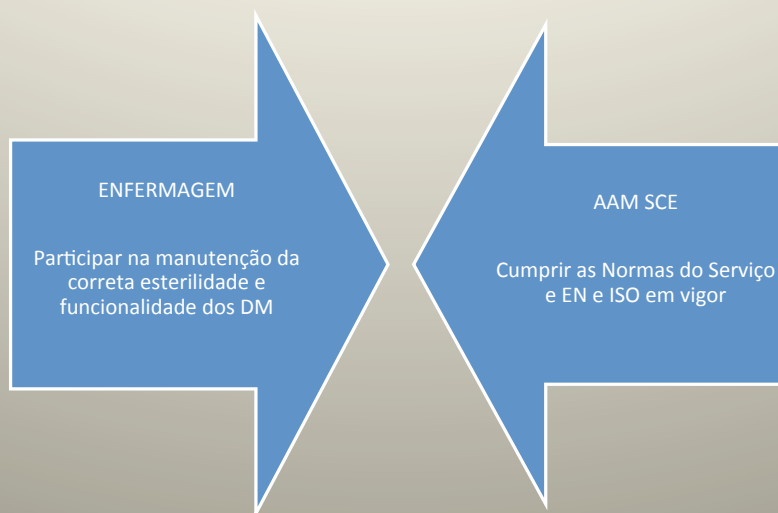 ENFERMAGEM
Participar na manutenção da
correta esterilidade e
funcionalidade dos DM
AAM SCE
Cumprir as Normas do Serviço
e EN e ISO em vigor